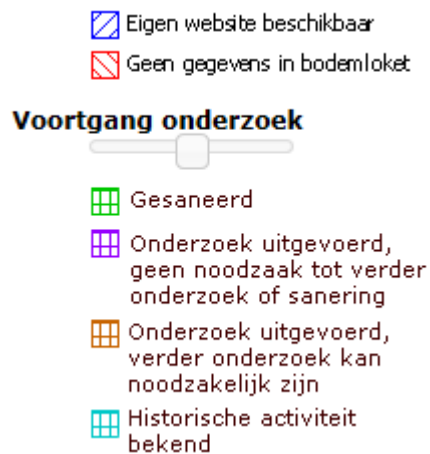 Eigen website beschikbaar
Geen gegevens in bodemloket
Voortgang onderzoek
Gesaneerd
Onderzoek uitgevoerd,
geen noodzaak tot verder
onderzoek of sanering
Onderzoek uitgevoerd,
verder onderzoek kan
noodzakelijk zijn
Historische activiteit
bekend